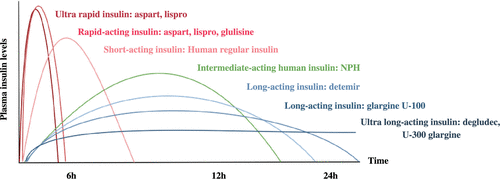 Ultra rapid insulin: aspart, lispro
Rapid-acting insulin: aspart, lispro, glulisine
Short-acting insulin: Human regular insulin
Intermediate-acting human insulin: NPH
Long-acting insulin: detemir
Long-acting insulin: glargine U-100
Ultra long-acting insulin: degludec,
U-300 glargine
Plasma insulin levels
Time
6h
12h
24h